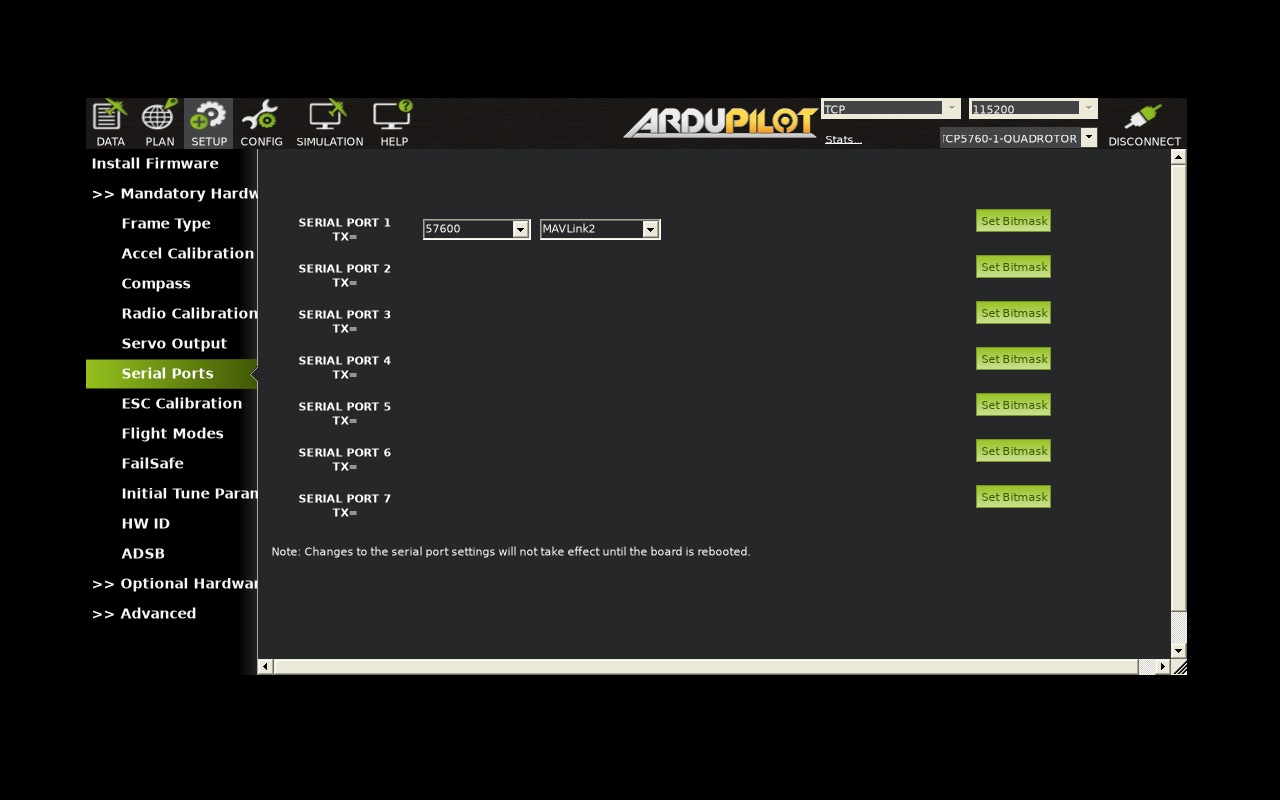 ARDUPILOT
TCP
115200
DATA
PLAN
SETUP
CONFIG
SIMULATION
HELP
Stats...
TCP5760-1-QUADROTOR
DISCONNECT
Install Firmware
>> Mandatory Hardw
Frame Type
Accel Calibration
Compass
Radio Calibration
Servo Output
Serial Ports
ESC Calibration
Flight Modes
FailSafe
Initial Tune Param
HW ID
ADSB
>> Optional Hardwar
>> Advanced
SERIAL PORT 1
TX=
57600
MAVLink2
Set Bitmask
SERIAL PORT 2
TX=
Set Bitmask
SERIAL PORT 3
TX=
Set Bitmask
SERIAL PORT 4
TX=
Set Bitmask
SERIAL PORT 5
TX=
Set Bitmask
SERIAL PORT 6
TX=
Set Bitmask
SERIAL PORT 7
TX=
Set Bitmask
Note: Changes to the serial port settings will not take effect until the board is rebooted.